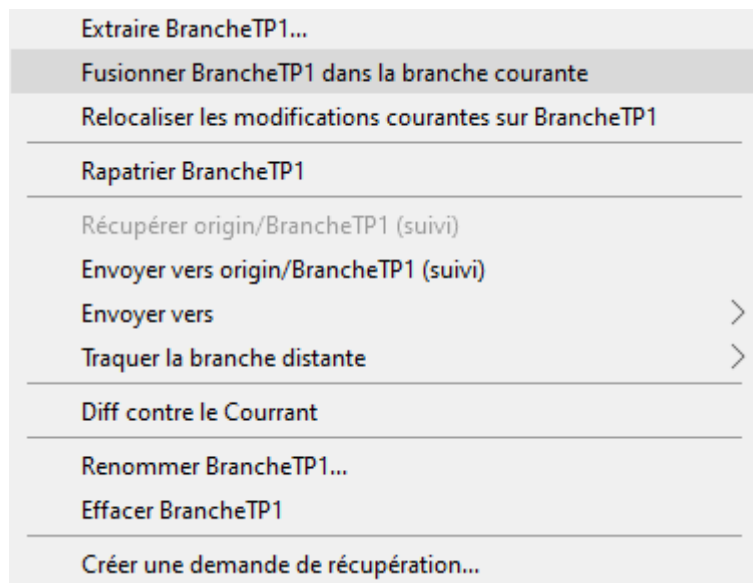 Extraire BrancheTP1...
Fusionner BrancheTP1 dans la branche courante
Relocaliser les modifications courantes sur BrancheTP1
Rapatrier BrancheTP1
Récupérer origin/BrancheTP1 (suivi)
Envoyer vers origin/BrancheTP1 (suivi)
Envoyer vers
Traquer la branche distante
Diff contre le Courrant
Renommer BrancheTP1...
Effacer BrancheTP1
Créer une demande de récupération...